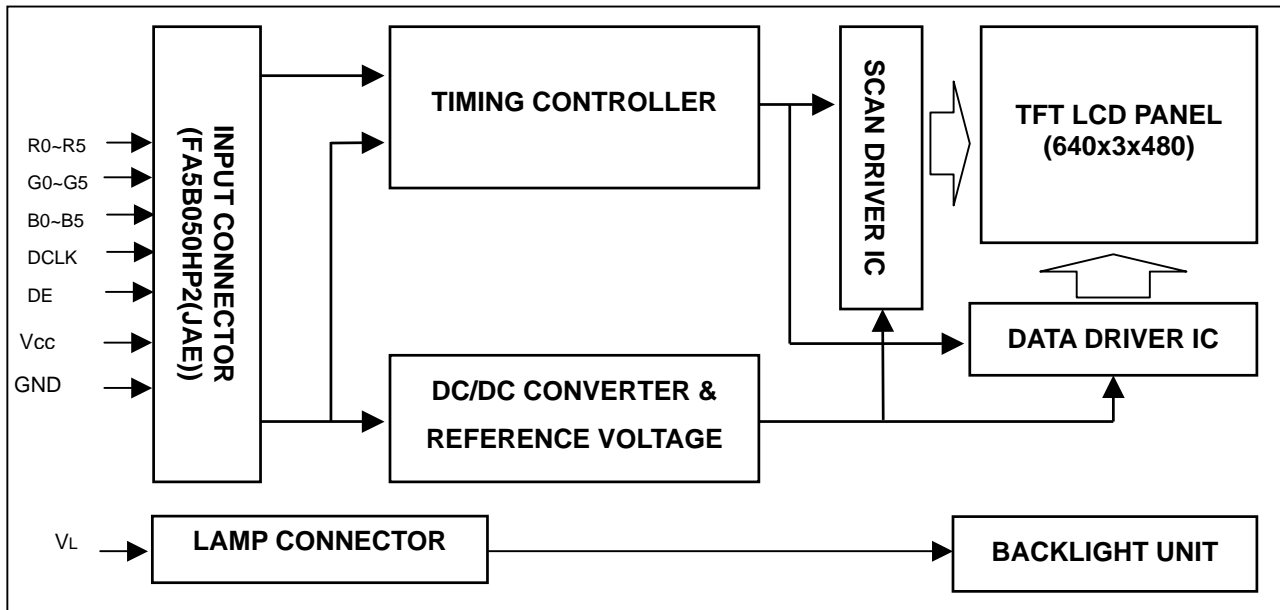 R0~R5
G0~G5
B0~B5
DCLK
DE
Vcc
GND
INPUT CONNECTOR
(FA5B050HP2(JAE))
TIMING CONTROLLER
SCAN DRIVER IC
TFT LCD PANEL
(640x3x480)
DATA DRIVER IC
DC/DC CONVERTER &
REFERENCE VOLTAGE
VL
LAMP CONNECTOR
BACKLIGHT UNIT